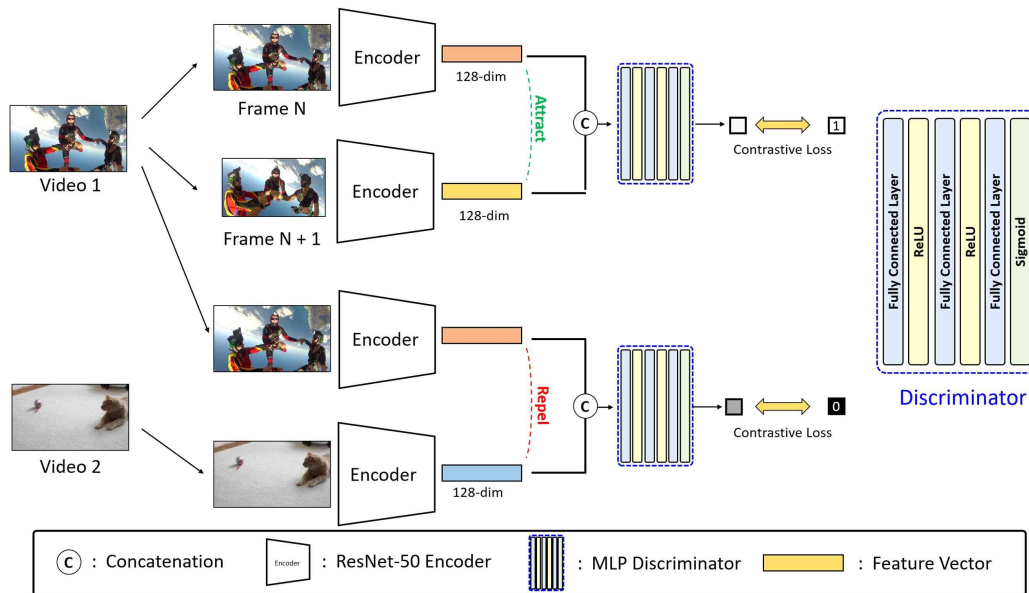 Encoder
128-dim
Frame N
Attract
C
1
Contrastive Loss
Video 1
Encoder
128-dim
Frame N + 1
Fully Connected Layer
ReLU
Fully Connected Layer
ReLU
Fully Connected Layer
Sigmoid
Discriminator
Encoder
Repel
C
0
Contrastive Loss
Video 2
Encoder
128-dim
C : Concatenation
Encoder : ResNet-50 Encoder
: MLP Discriminator
: Feature Vector